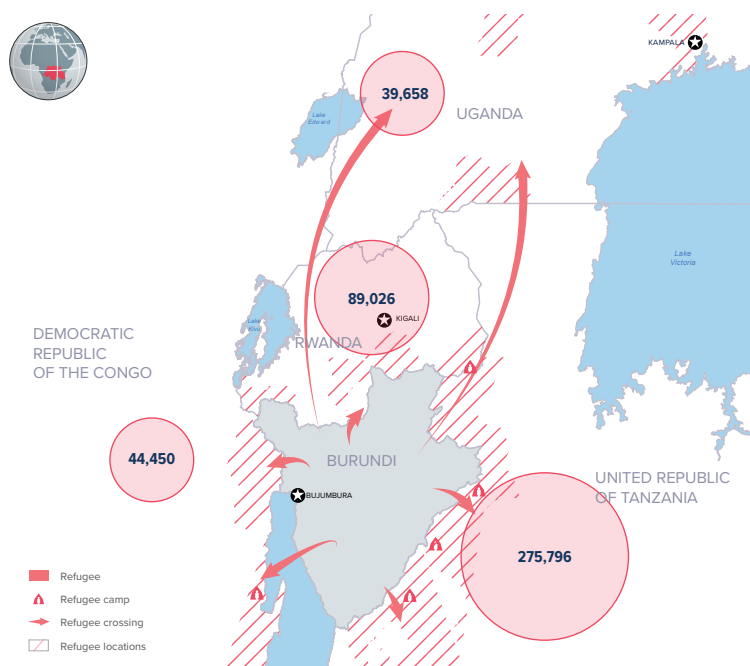 KAMPALA
39,658
UGANDA
Lake
Edward
Lake
Victoria
89,026
KIGALI
Lake
Kivu
RWANDA
DEMOCRATIC
REPUBLIC
OF THE CONGO
44,450
BURUNDI
BUJUMBURA
UNITED REPUBLIC
OF TANZANIA
275,796
Refugee
Refugee camp
Refugee crossing
Refugee locations